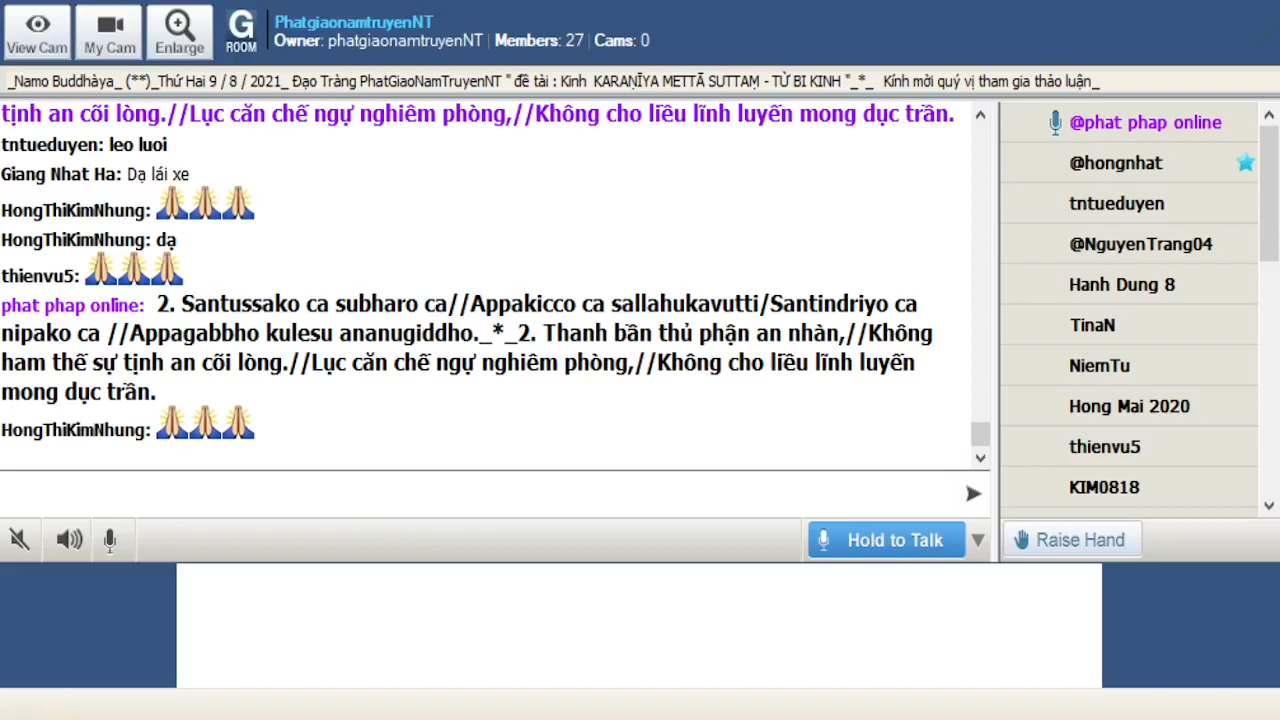 View Cam
My Cam
Enlarge
G
ROOM
PhatgiaonamtruyenNT
Owner: phatgiaonamtruyenNT | Members: 27 | Cams: 0
_Namo Buddhàya_ (**)_Thứ Hai 9 / 8 / 2021_ Đạo Tràng PhatGiaoNamTruyenNT " đề tài : Kinh KARAṆĪYA METTĀ SUTTAṂ - TỪ BI KINH "_*_ Kính mời quý vị tham gia thảo luận_
tịnh an cõi lòng.//Lục căn chế ngự nghiêm phòng,//Không cho lĩều lĩnh luyến mong dục trần.
tntueduyen: leo luoi
Giang Nhat Ha: Dạ lái xe
HongThiKimNhung: 🙏🙏🙏
HongThiKimNhung: dạ
thienvu5: 🙏🙏🙏
phat phap online: 2. Santussako ca subharo ca//Appakicco ca sallahukavutti/Santindriyo ca
nipako ca //Appagabbho kulesu ananugiddho._*_2. Thanh bần thủ phận an nhàn,//Không
ham thế sự tịnh an cõi lòng.//Lục căn chế ngự nghiêm phòng,//Không cho lĩều lĩnh luyến
mong dục trần.
HongThiKimNhung: 🙏🙏🙏
@phat phap online
@hongnhat
tntueduyen
@NguyenTrang04
Hanh Dung 8
TinaN
NiemTu
Hong Mai 2020
thienvu5
KIM0818
Hold to Talk
Raise Hand